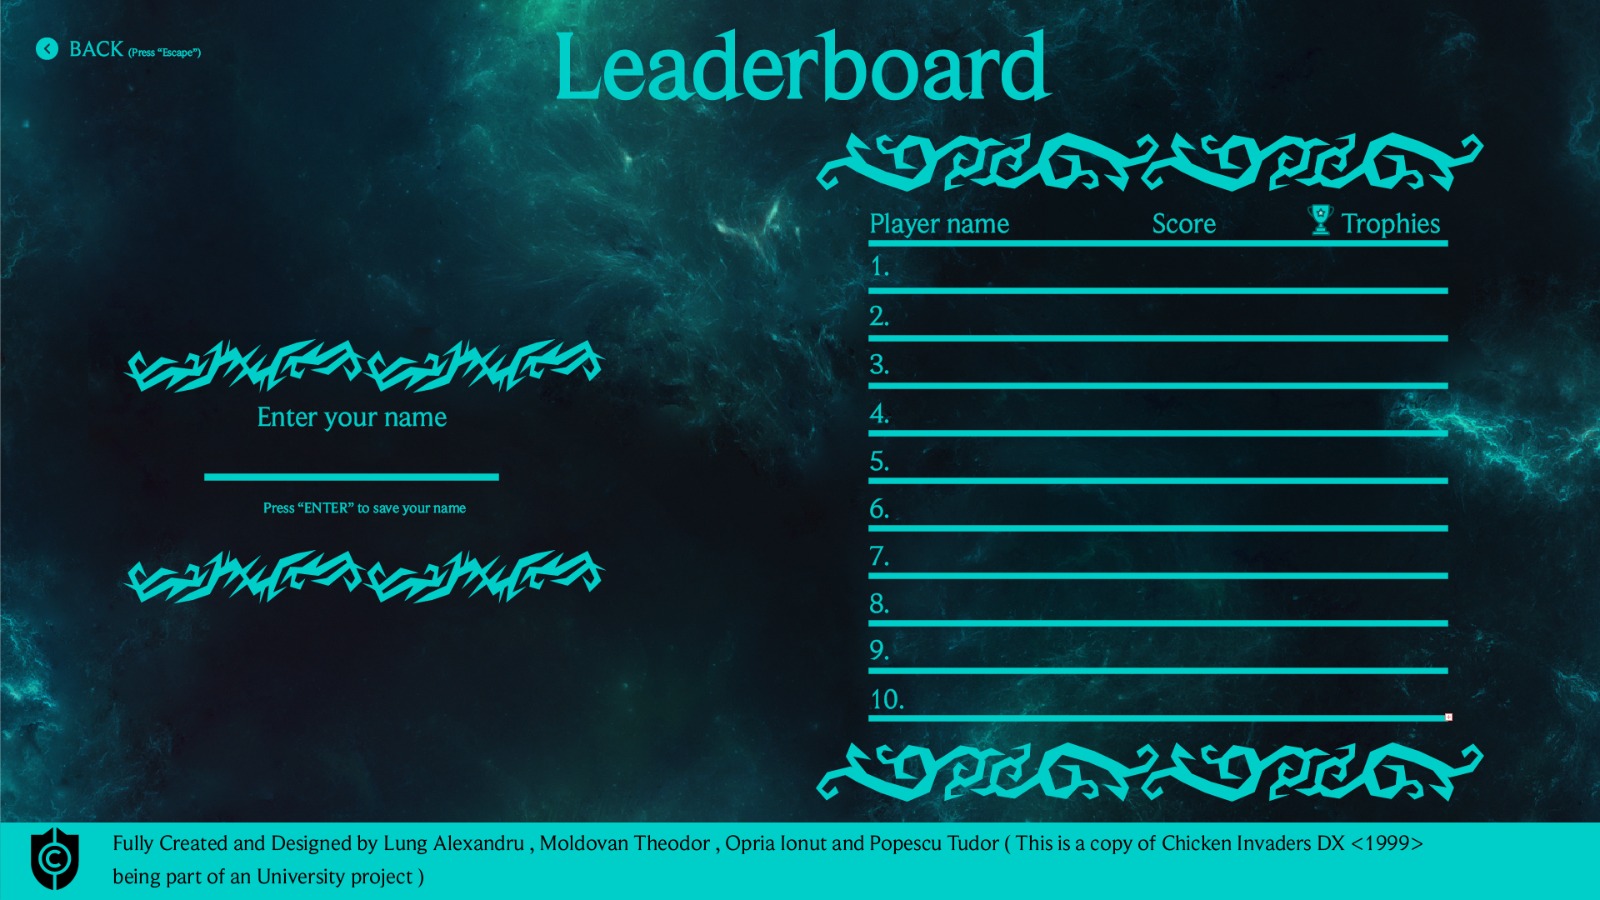 BACK (Press “Escape”)
Leaderboard
Player name Score Trophies
1.
2.
3.
4.
5.
6.
7.
8.
9.
10.
Enter your name
Press “ENTER” to save your name
Fully Created and Designed by Lung Alexandru , Moldovan Theodor , Opria Ionut and Popescu Tudor ( This is a copy of Chicken Invaders DX <1999>
being part of an University project )